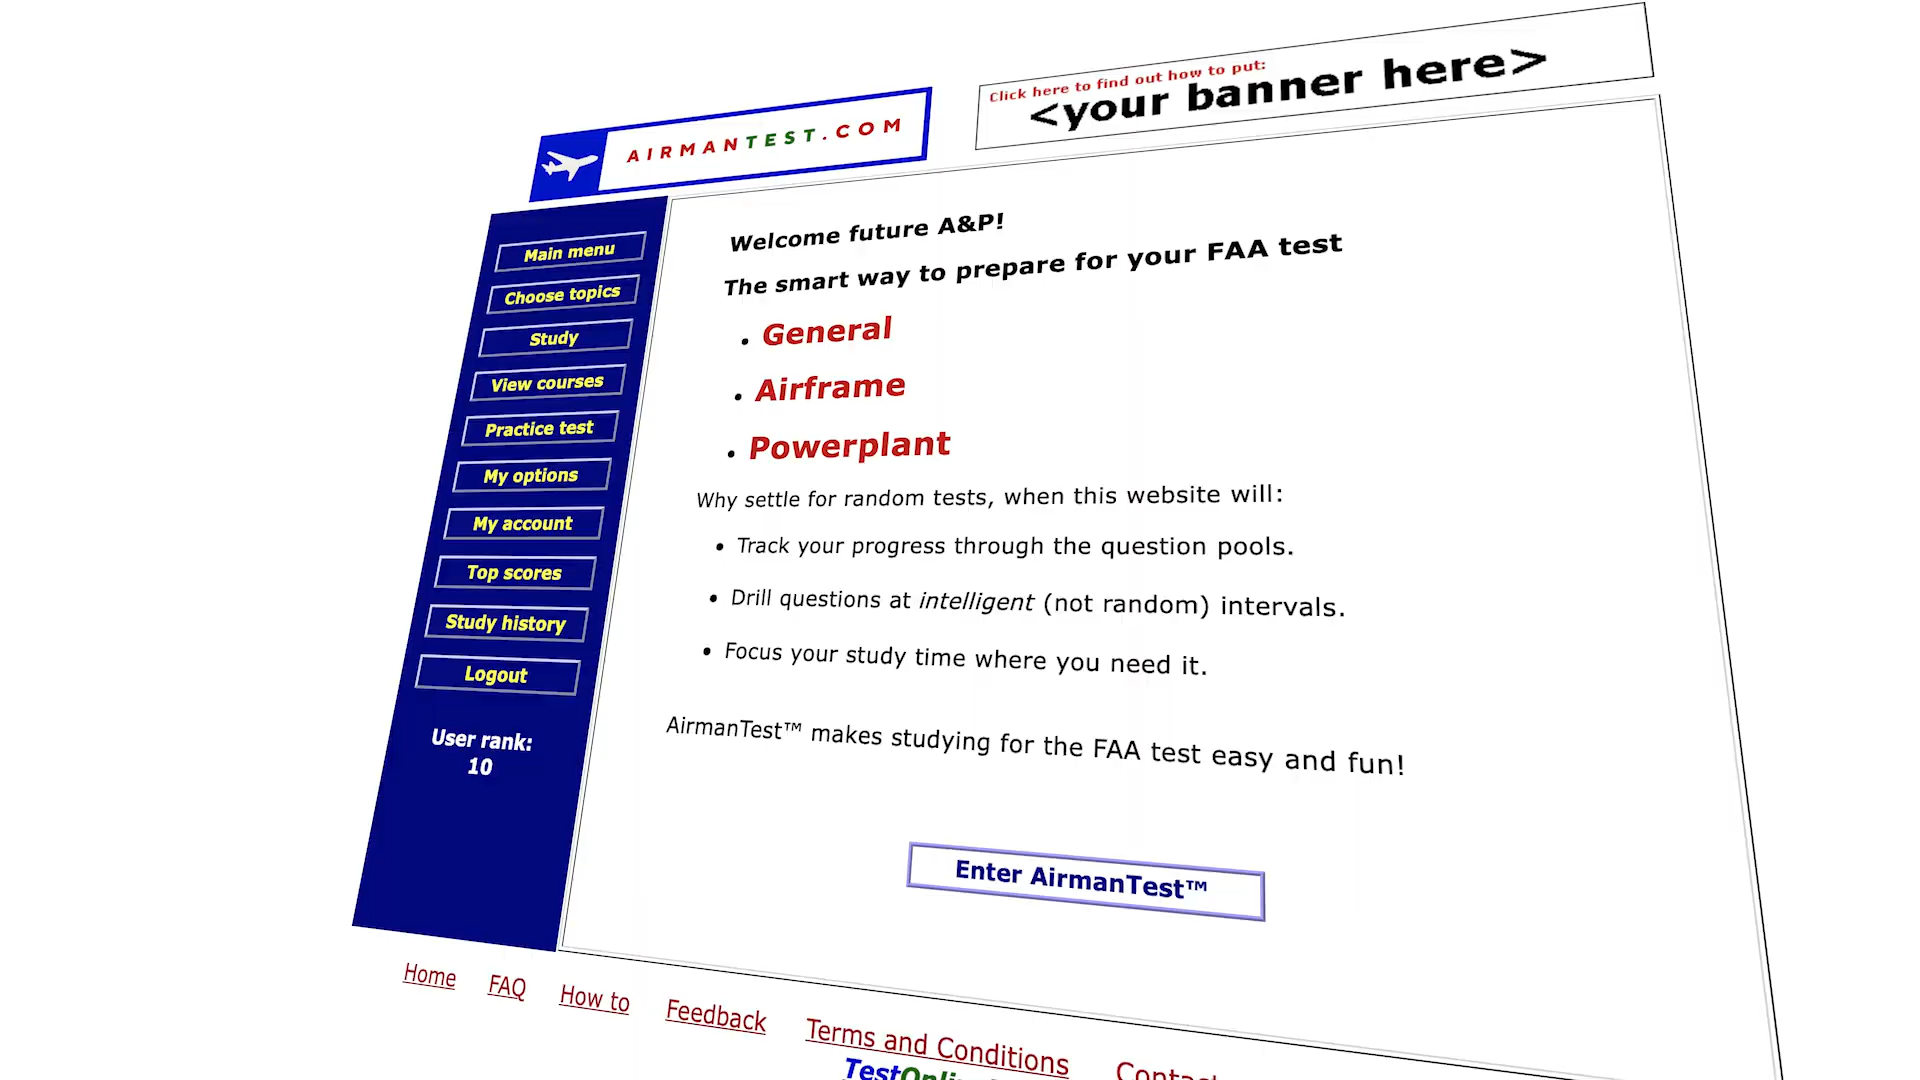 AIRMANTEST.COM
Click here to find out how to put:
<your banner here>
Main menu
Choose topics
Study
View courses
Practice test
My options
My account
Top scores
Study history
Logout
User rank:
10
Welcome future A&P!
The smart way to prepare for your FAA test
• General
• Airframe
• Powerplant
Why settle for random tests, when this website will:
• Track your progress through the question pools.
• Drill questions at intelligent (not random) intervals.
• Focus your study time where you need it.
AirmanTest™ makes studying for the FAA test easy and fun!
Enter AirmanTest™
Home FAQ How to Feedback Terms and Conditions